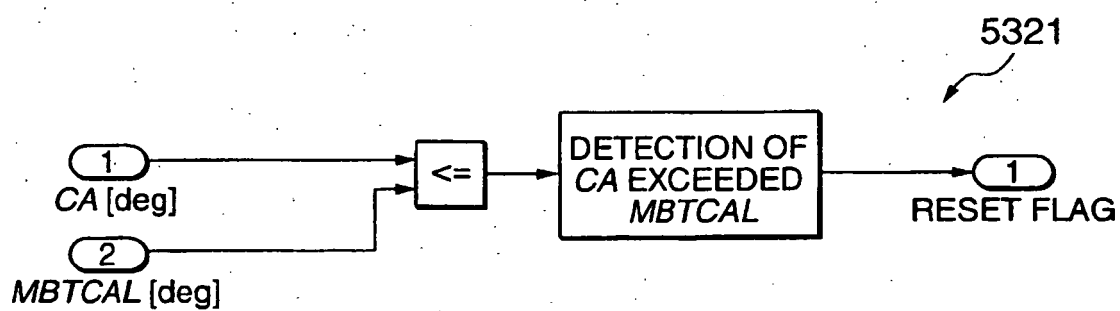 5321
1
CA [deg]
2
MBTCAL [deg]
<=
DETECTION OF
CA EXCEEDED
MBTCAL
1
RESET FLAG